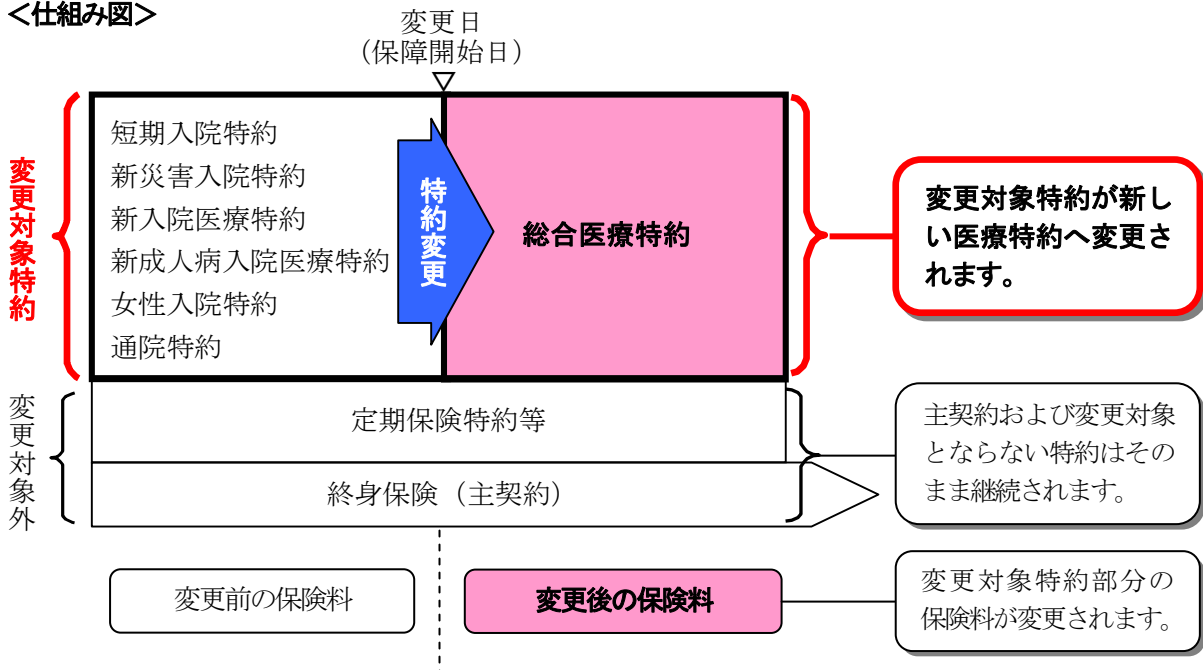 ＜仕組み図＞
変更日
（保障開始日）
変更対象特約
短期入院特約
新災害入院特約
新入院医療特約
新成人病入院医療特約
女性入院特約
通院特約
特約変更
総合医療特約
変更対象特約が新し
い医療特約へ変更さ
れます。
変更対象外
定期保険特約等
終身保険（主契約）
主契約および変更対象
とならない特約はその
まま継続されます。
変更前の保険料
変更後の保険料
変更対象特約部分の
保険料が変更されます。